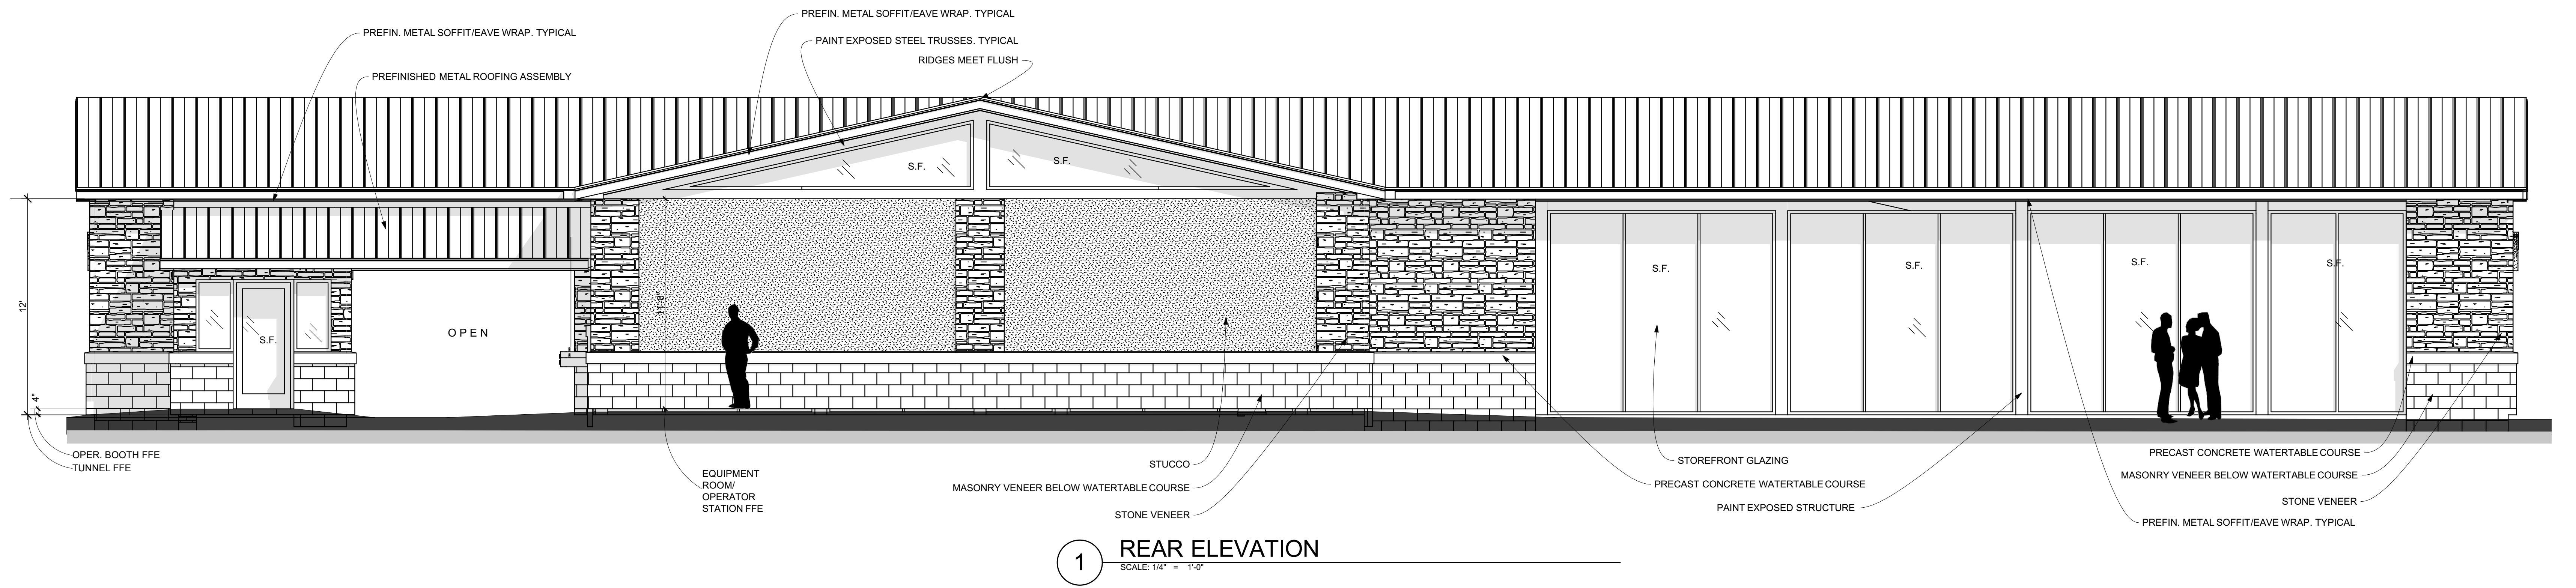 PREFIN. METAL SOFFIT/EAVE WRAP. TYPICAL
PREFIN. METAL SOFFIT/EAVE WRAP. TYPICAL
PAINT EXPOSED STEEL TRUSSES. TYPICAL
RIDGES MEET FLUSH
PREFINISHED METAL ROOFING ASSEMBLY
S.F.
S.F.
12'
11'-8"
4"
S.F.
OPEN
S.F.
S.F.
S.F.
S.F.
OPER. BOOTH FFE
TUNNEL FFE
EQUIPMENT
ROOM/
OPERATOR
STATION FFE
STUCCO
MASONRY VENEER BELOW WATERTABLE COURSE
STONE VENEER
STOREFRONT GLAZING
PRECAST CONCRETE WATERTABLE COURSE
PAINT EXPOSED STRUCTURE
PRECAST CONCRETE WATERTABLE COURSE
MASONRY VENEER BELOW WATERTABLE COURSE
STONE VENEER
PREFIN. METAL SOFFIT/EAVE WRAP. TYPICAL
1
REAR ELEVATION
SCALE: 1/4" = 1'-0"